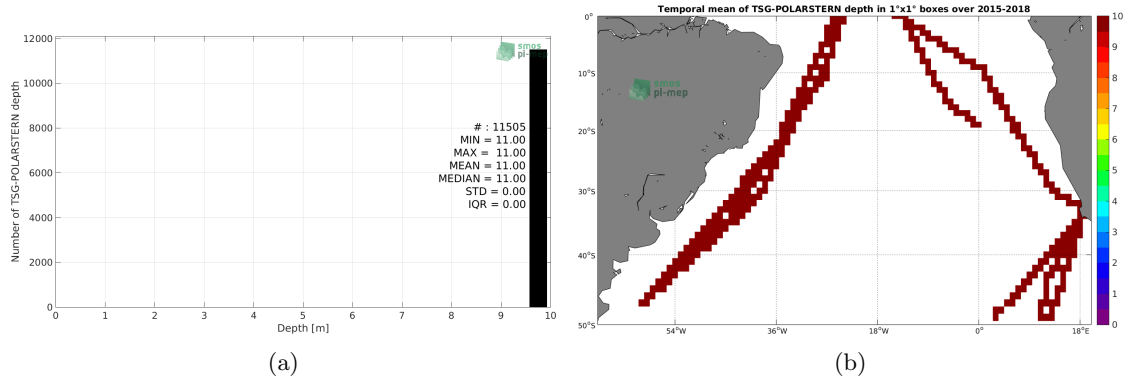 12000
10000
8000
6000
4000
2000
0
Number of TSG-POLARSTERN depth
smos
pi-mep
# : 11505
MIN = 11.00
MAX = 11.00
MEAN = 11.00
MEDIAN = 11.00
STD = 0.00
IQR = 0.00
0 1 2 3 4 5 6 7 8 9 10
Depth [m]
(a)
Temporal mean of TSG-POLARSTERN depth in 1°x1° boxes over 2015-2018
0°
10°S
20°S
30°S
40°S
50°S
smos
pi-mep
54°W 36°W 18°W 0° 18°E
10
9
8
7
6
5
4
3
2
1
0
(b)